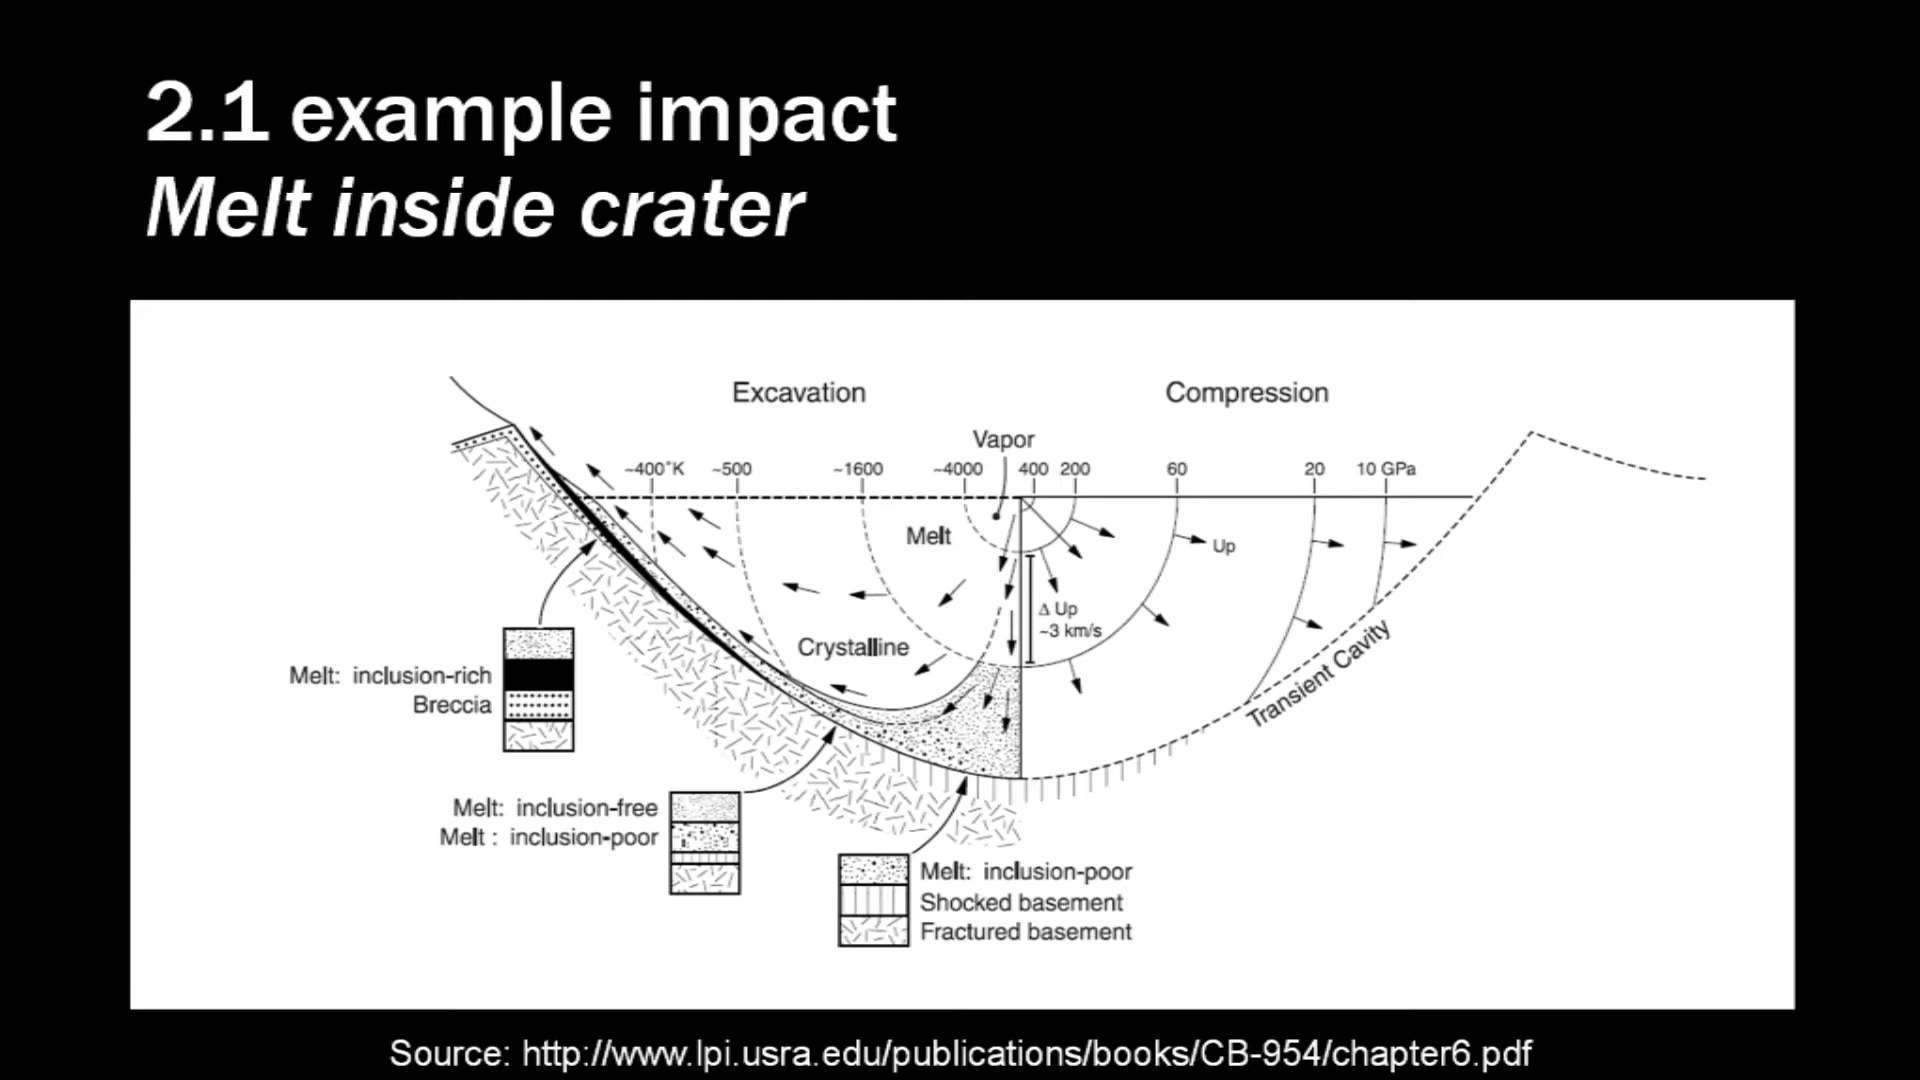 2.1 example impact
Melt inside crater
Excavation
Compression
Vapor
~400°K ~500 ~1600 ~4000 400 200 60 20 10 GPa
Melt
Up
Δ Up
~3 km/s
Crystalline
Transient Cavity
Melt: inclusion-rich
Breccia
Melt: inclusion-free
Melt : inclusion-poor
Melt: inclusion-poor
Shocked basement
Fractured basement
Source: http://www.lpi.usra.edu/publications/books/CB-954/chapter6.pdf